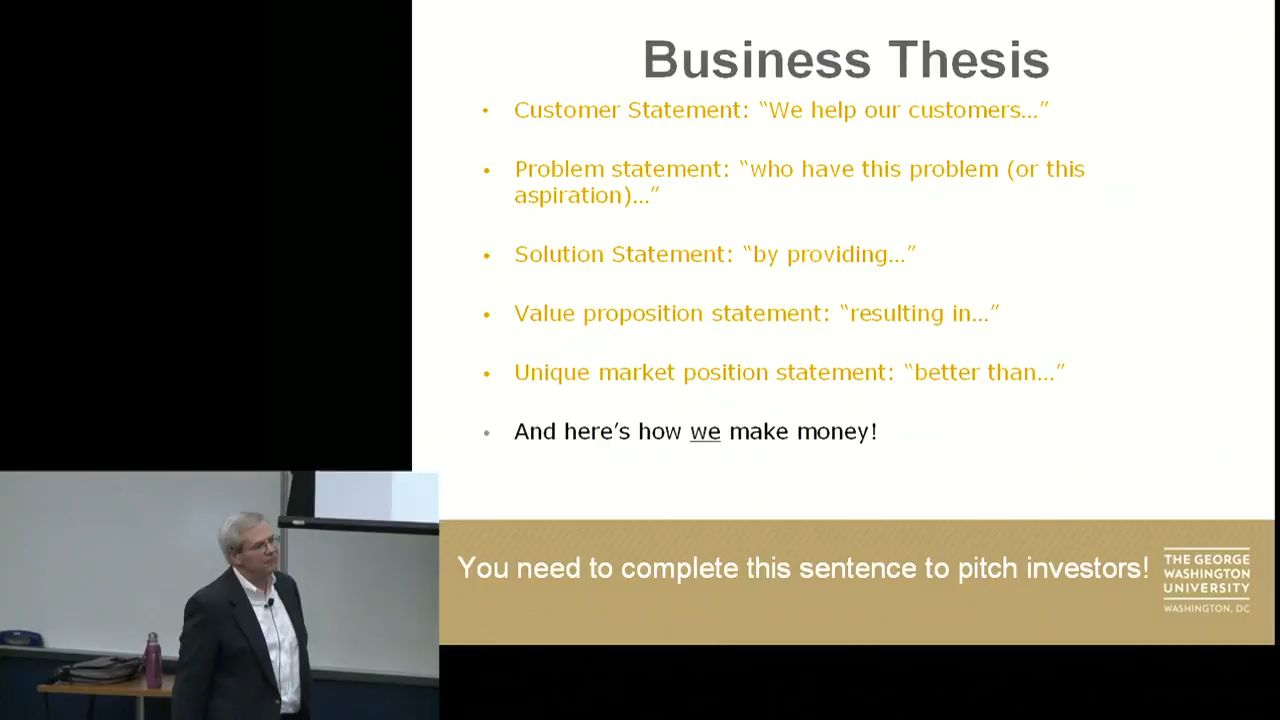 Business Thesis
• Customer Statement: “We help our customers…”
• Problem statement: “who have this problem (or this
aspiration)…”
• Solution Statement: “by providing…”
• Value proposition statement: “resulting in…”
• Unique market position statement: “better than…”
• And here’s how we make money!
You need to complete this sentence to pitch investors!
THE GEORGE
WASHINGTON
UNIVERSITY
WASHINGTON, DC